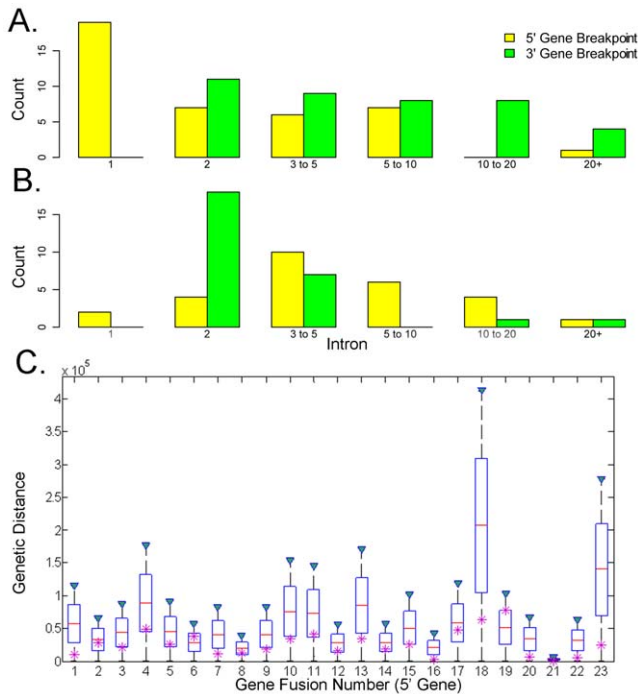 A.
5' Gene Breakpoint
3' Gene Breakpoint
Count
15
10
5
0
1 2 3 to 5 5 to 10 10 to 20 20+
B.
Count
15
10
5
0
1 2 3 to 5 5 to 10 10 to 20 20+
Intron
C.
x 10^5
Genetic Distance
4
3.5
3
2.5
2
1.5
1
0.5
0
1 2 3 4 5 6 7 8 9 10 11 12 13 14 15 16 17 18 19 20 21 22 23
Gene Fusion Number (5' Gene)